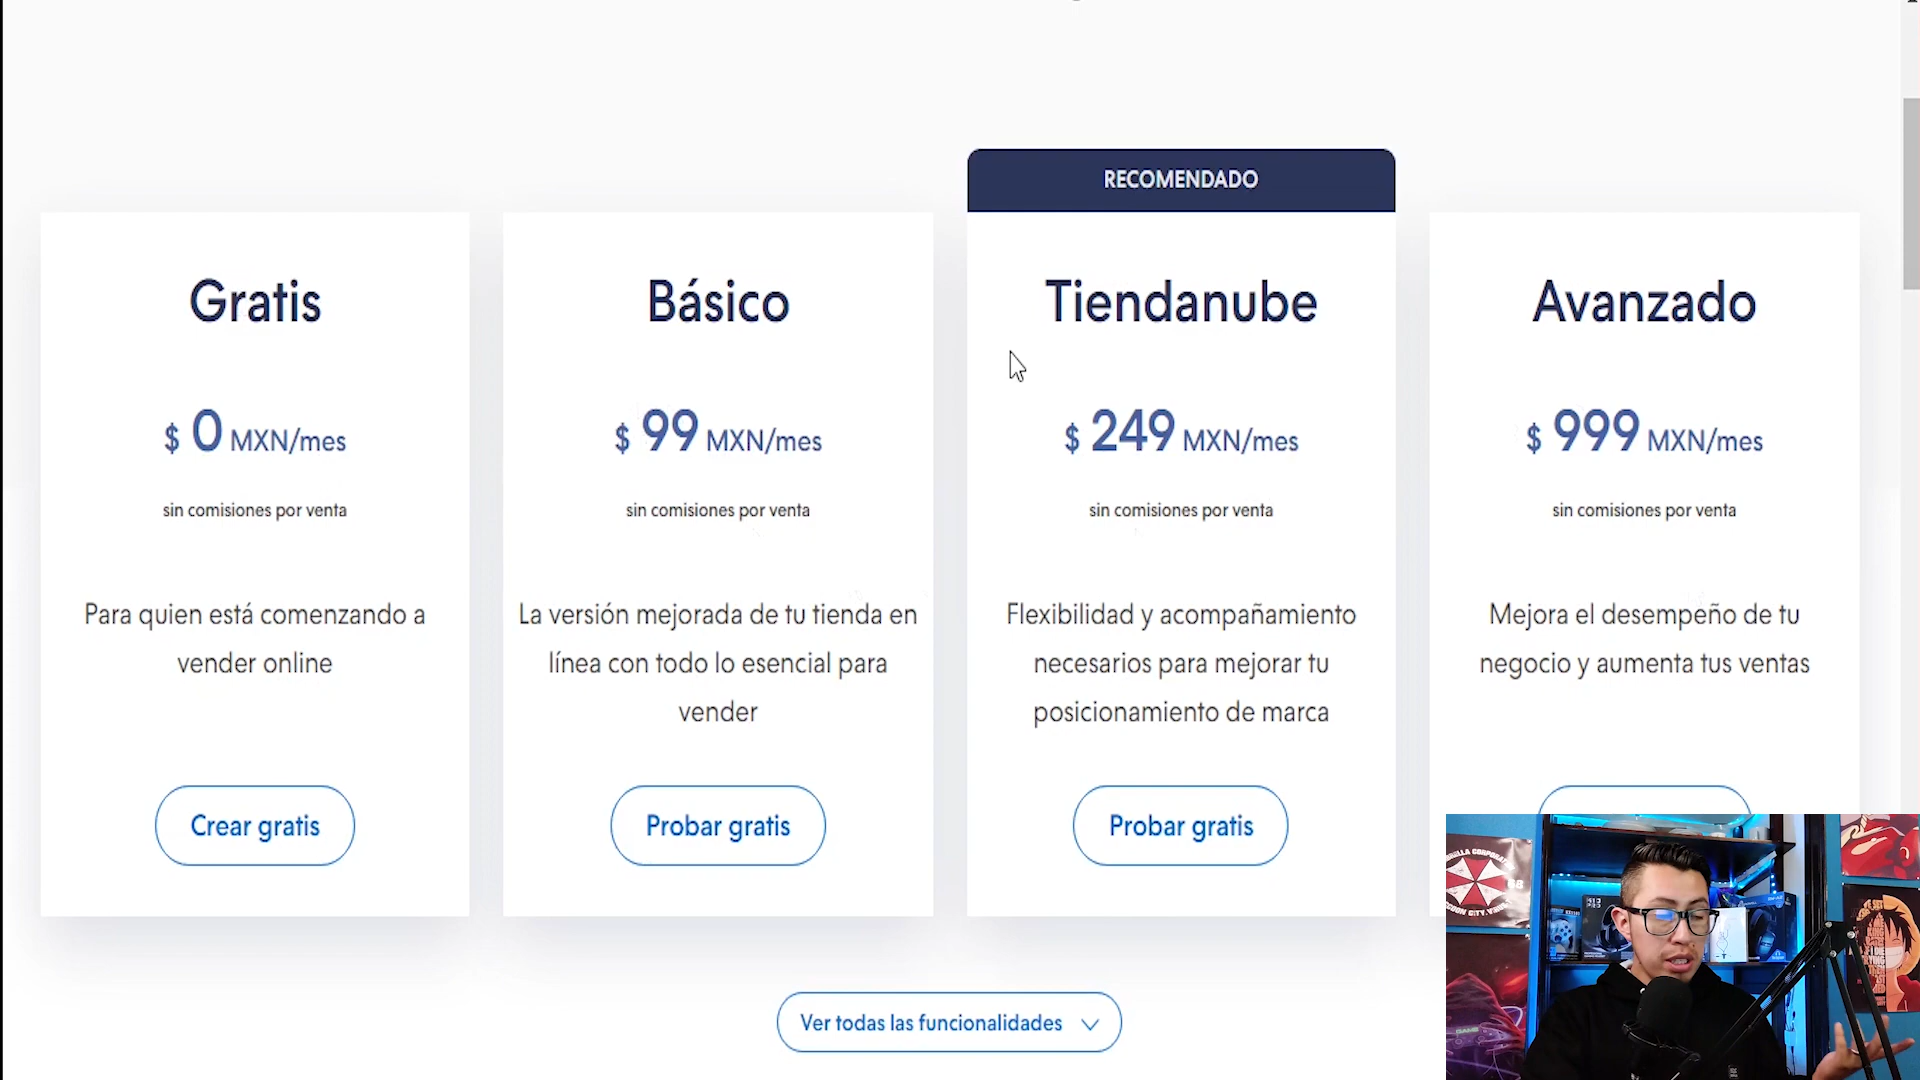 RECOMENDADO
Gratis
$ 0 MXN/mes
sin comisiones por venta
Para quien está comenzando a
vender online
Crear gratis
Básico
$ 99 MXN/mes
sin comisiones por venta
La versión mejorada de tu tienda en
línea con todo lo esencial para
vender
Probar gratis
Tiendanube
$ 249 MXN/mes
sin comisiones por venta
Flexibilidad y acompañamiento
necesarios para mejorar tu
posicionamiento de marca
Probar gratis
Avanzado
$ 999 MXN/mes
sin comisiones por venta
Mejora el desempeño de tu
negocio y aumenta tus ventas
Ver todas las funcionalidades